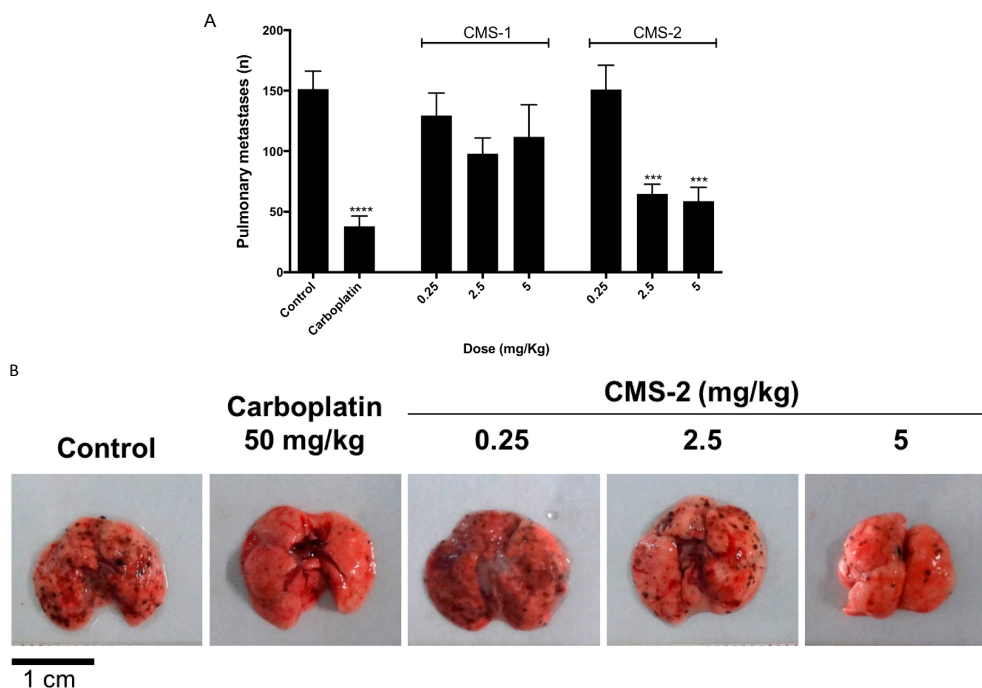 A
CMS-1
CMS-2
Pulmonary metastases (n)
200
150
100
50
0
****
***
***
Control
Carboplatin
0.25
2.5
5
0.25
2.5
5
Dose (mg/Kg)
B
Control
Carboplatin
50 mg/kg
CMS-2 (mg/kg)
0.25
2.5
5
1 cm